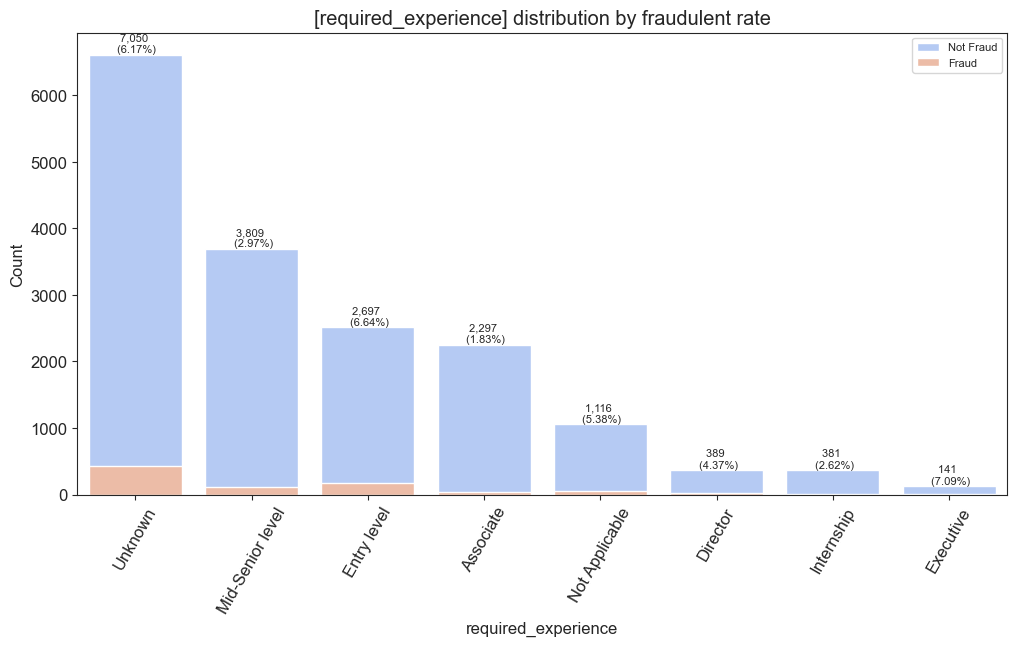 [required_experience] distribution by fraudulent rate
Not Fraud
Fraud
Count
6000
5000
4000
3000
2000
1000
0
7,050
(6.17%)
3,809
(2.97%)
2,697
(6.64%)
2,297
(1.83%)
1,116
(5.38%)
389
(4.37%)
381
(2.62%)
141
(7.09%)
Unknown
Mid-Senior level
Entry level
Associate
Not Applicable
Director
Internship
Executive
required_experience